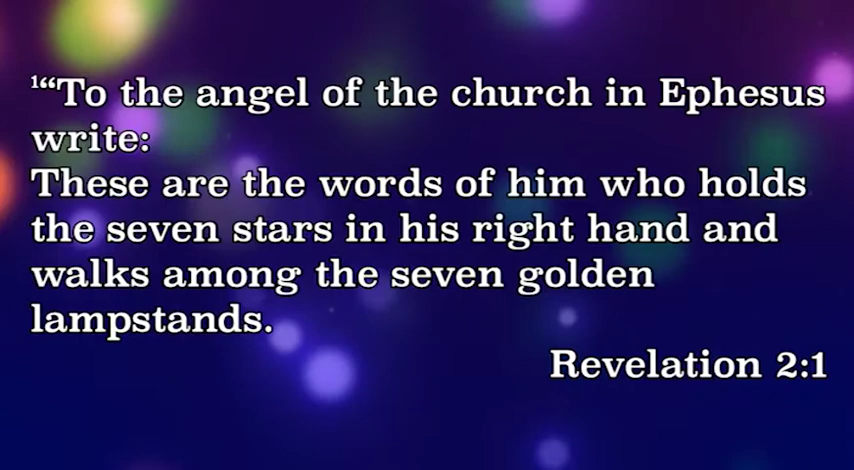 ¹“To the angel of the church in Ephesus
write:
These are the words of him who holds
the seven stars in his right hand and
walks among the seven golden
lampstands.
Revelation 2:1